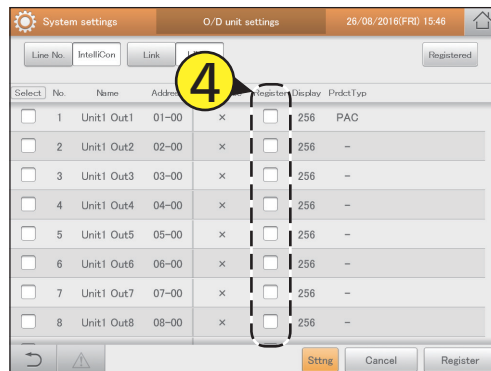 System settings O/D unit settings 26/08/2016(FRI) 15:46
Line No. IntelliCon Link Registered
4
Select No. Name Register Display PrdctTyp
1 Unit1 Out1 01-00 × 256 PAC
2 Unit1 Out2 02-00 × 256 -
3 Unit1 Out3 03-00 × 256 -
4 Unit1 Out4 04-00 × 256 -
5 Unit1 Out5 05-00 × 256 -
6 Unit1 Out6 06-00 × 256 -
7 Unit1 Out7 07-00 × 256 -
8 Unit1 Out8 08-00 × 256 -
Sttng Cancel Register